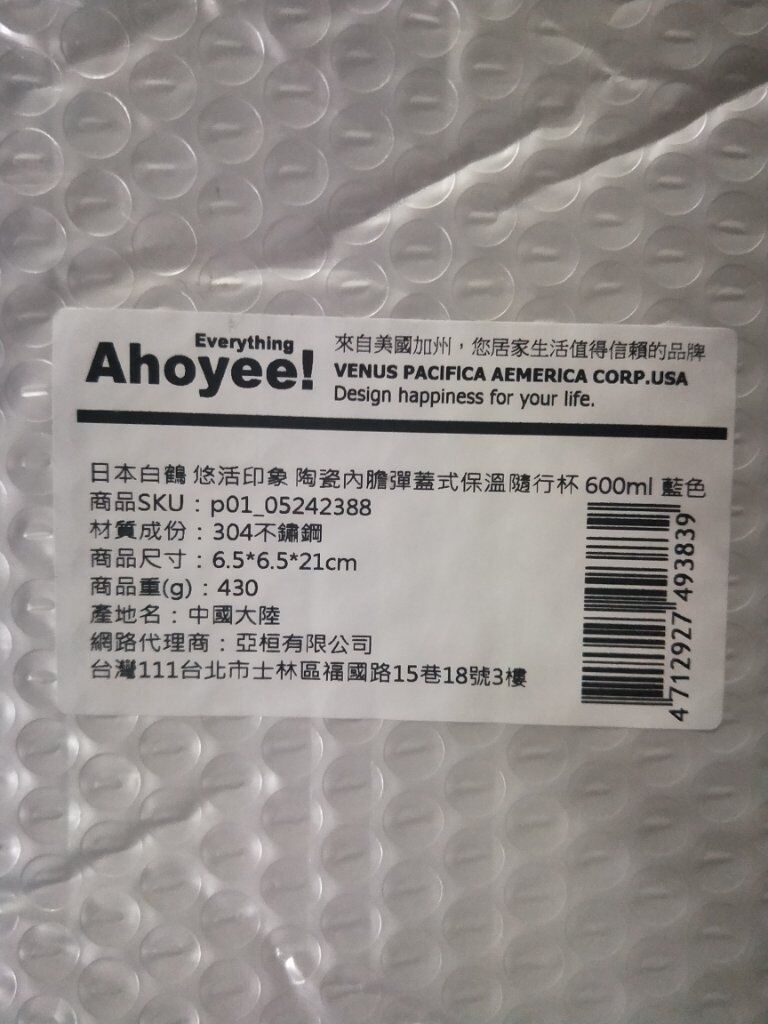 Everything
Ahoyee!
來自美國加州，您居家生活值得信賴的品牌
VENUS PACIFICA AEMERICA CORP.USA
Design happiness for your life.
日本白鶴 悠活印象 陶瓷內膽彈蓋式保溫隨行杯 600ml 藍色
商品SKU：p01_05242388
材質成份：304不鏽鋼
商品尺寸：6.5*6.5*21cm
商品重(g)：430
產地名：中國大陸
網路代理商：亞桓有限公司
台灣111台北市士林區福國路15巷18號3樓
4 712927 493839